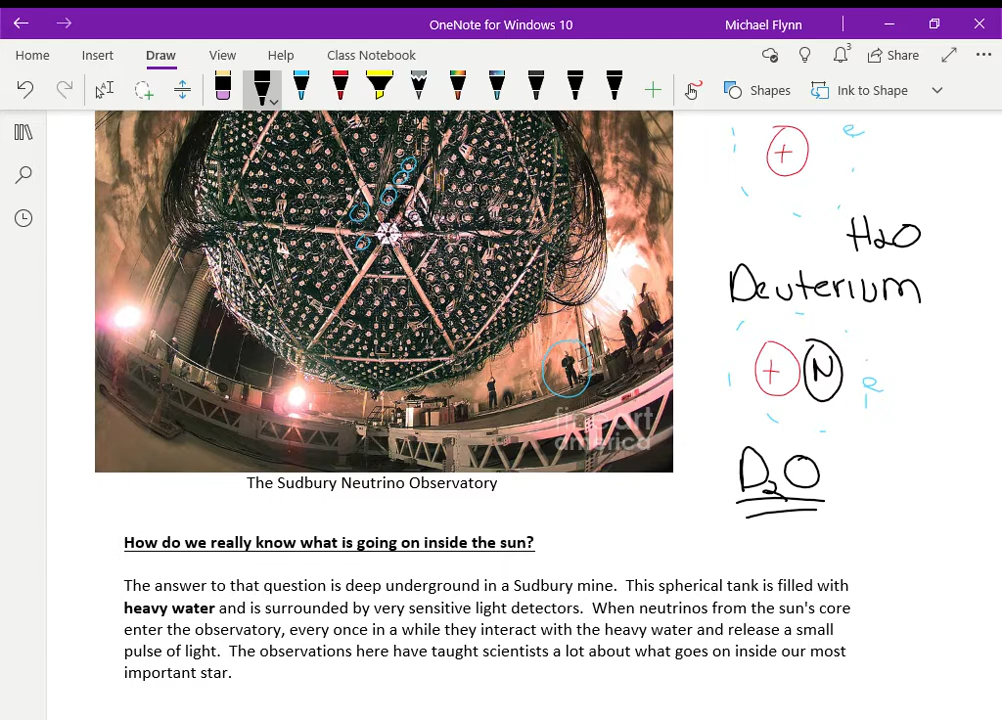 OneNote for Windows 10
Michael Flynn
Home Insert Draw View Help Class Notebook
3
Share
Shapes
Ink to Shape
+
e
H2O
Deuterium
+ N
e
D2O
fine art
america
The Sudbury Neutrino Observatory
How do we really know what is going on inside the sun?
The answer to that question is deep underground in a Sudbury mine. This spherical tank is filled with
heavy water and is surrounded by very sensitive light detectors. When neutrinos from the sun's core
enter the observatory, every once in a while they interact with the heavy water and release a small
pulse of light. The observations here have taught scientists a lot about what goes on inside our most
important star.